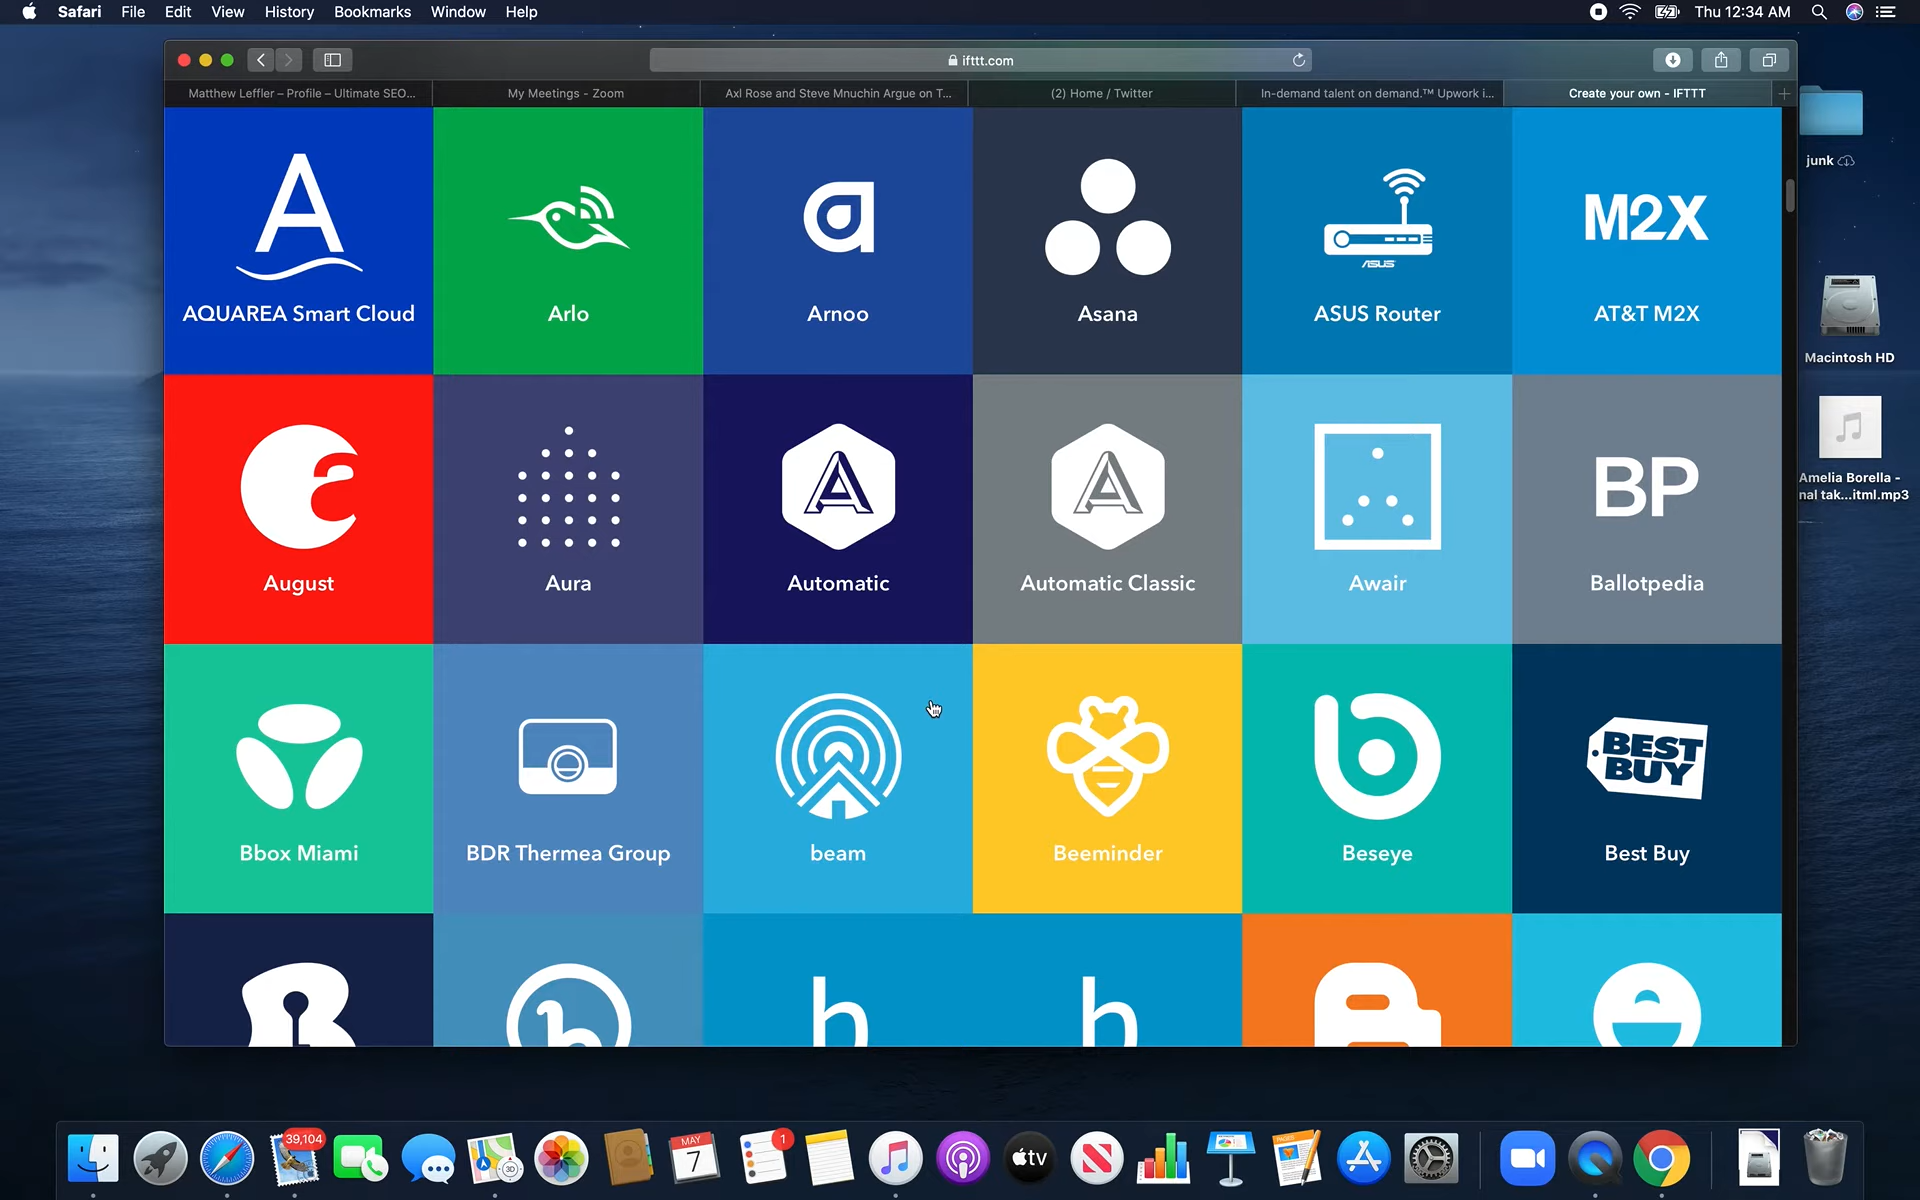 Safari File Edit View History Bookmarks Window Help
Thu 12:34 AM
ifttt.com
Matthew Leffler – Profile – Ultimate SEO...
My Meetings - Zoom
Axl Rose and Steve Mnuchin Argue on T...
(2) Home / Twitter
In-demand talent on demand.™ Upwork i...
Create your own - IFTTT
junk
M2X
ASUS
AQUAREA Smart Cloud
Arlo
Arnoo
Asana
ASUS Router
AT&T M2X
Macintosh HD
BP
Amelia Borella -
nal tak...itml.mp3
August
Aura
Automatic
Automatic Classic
Awair
Ballotpedia
BEST
BUY
Bbox Miami
BDR Thermea Group
beam
Beeminder
Beseye
Best Buy
39,104
3D
MAY
7
1
tv
PAGES